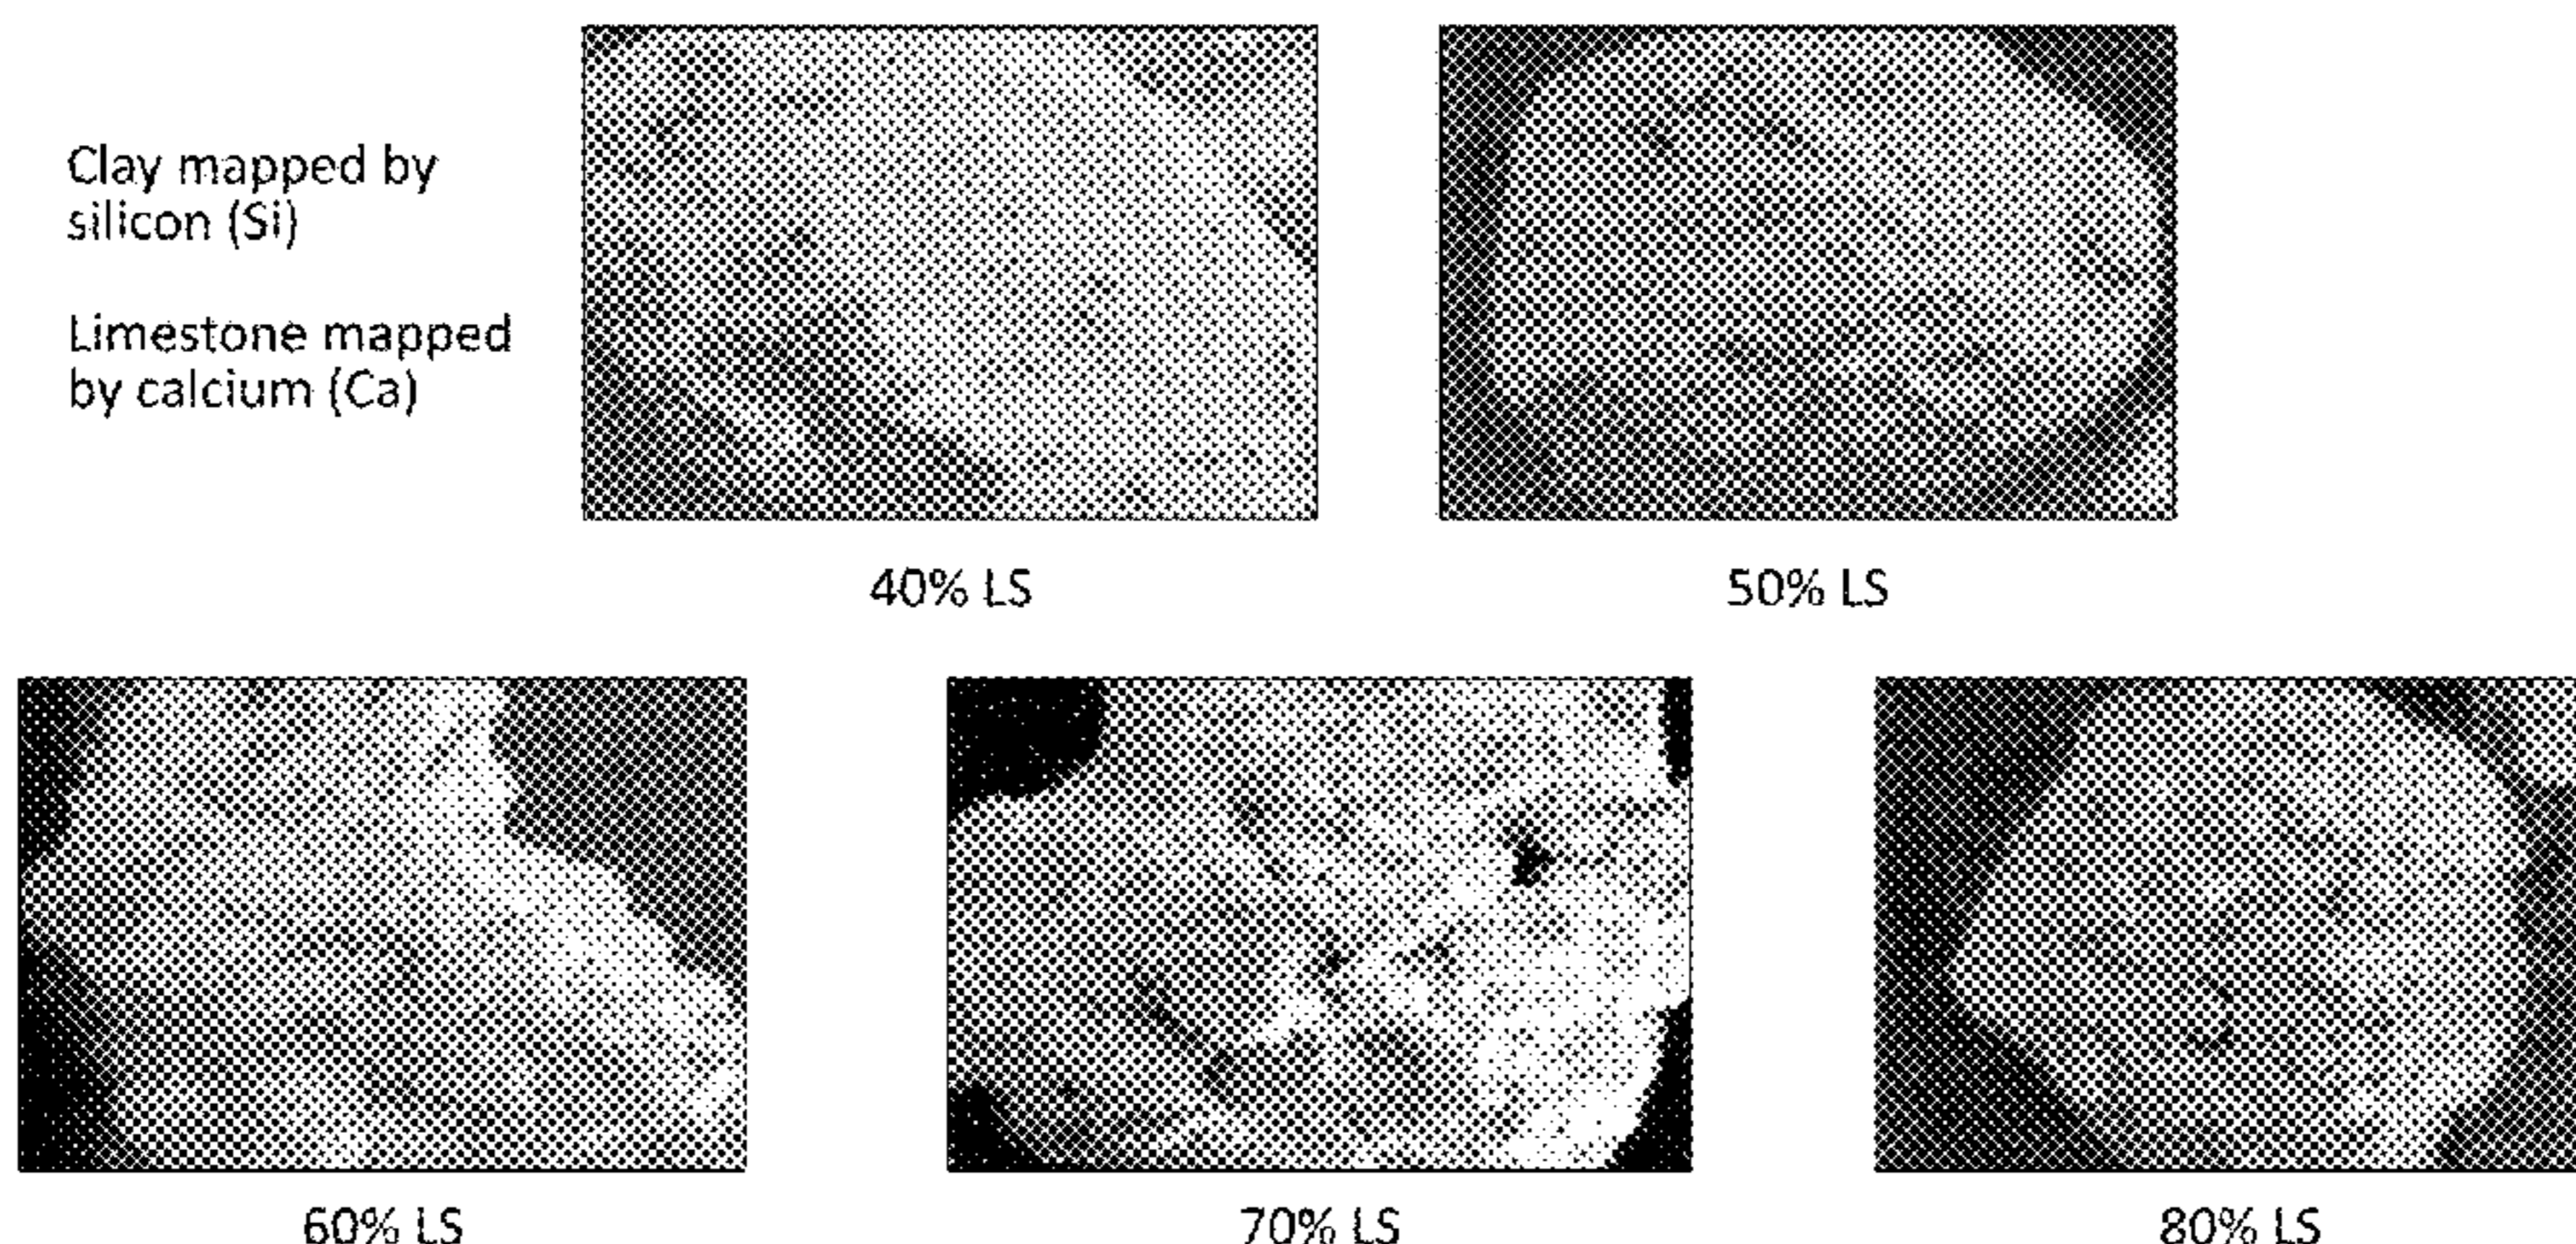 Clay mapped by
silicon (Si)
Limestone mapped
by calcium (Ca)
40% LS
50% LS
60% LS
70% LS
80% LS